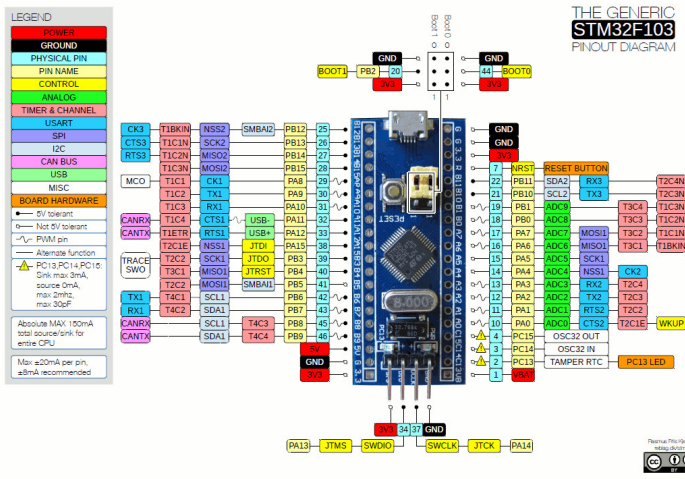 LEGEND
POWER
GROUND
PHYSICAL PIN
PIN NAME
CONTROL
ANALOG
TIMER & CHANNEL
USART
SPI
I2C
CAN BUS
USB
MISC
BOARD HARDWARE
5V tolerant
Not 5V tolerant
PWM pin
Alternate function
PC13,PC14,PC15:
Sink max 3mA,
source 0mA,
max 2mhz,
max 30pF
Absolute MAX 150mA
total source/sink for
entire CPU
Max ±20mA per pin,
±8mA recommended
THE GENERIC
STM32F103
PINOUT DIAGRAM
Boot 1 Boot 0
GND GND
BOOT1 PB2 20 44 BOOT0
3V3 3V3
1 1
CK3 T1BKIN NSS2 SMBAI2 PB12 25
CTS3 T1C1N SCK2 PB13 26
RTS3 T1C2N MISO2 PB14 27
T1C3N MOSI2 PB15 28
MCO T1C1 CK1 PA8 29
T1C2 TX1 PA9 30
T1C3 RX1 PA10 31
CANRX T1C4 CTS1 USB- PA11 32
CANTX T1ETR RTS1 USB+ PA12 33
T2C1E NSS1 JTDI PA15 38
TRACE
SWO
T2C2 SCK1 JTDO PB3 39
T3C1 MISO1 JTRST PB4 40
T3C2 MOSI1 SMBAI1 PB5 41
TX1 T4C1 SCL1 PB6 42
RX1 T4C2 SDA1 PB7 43
CANRX SCL1 T4C3 PB8 45
CANTX SDA1 T4C4 PB9 46
5V
GND
3V3
RESET
8-000
PC13
GND
GND
3V3
7 NRST RESET BUTTON
22 PB11 SDA2 RX3 T2C4N
21 PB10 SCL2 TX3 T2C3N
19 PB1 ADC9 T3C4 T1C3N
18 PB0 ADC8 T3C3 T1C2N
17 PA7 ADC7 MOSI1 T3C2 T1C1N
16 PA6 ADC6 MISO1 T3C1 T1BKIN
15 PA5 ADC5 SCK1
14 PA4 ADC4 NSS1 CK2
13 PA3 ADC3 RX2 T2C4
12 PA2 ADC2 TX2 T2C3
11 PA1 ADC1 RTS2 T2C2
10 PA0 ADC0 CTS2 T2C1E WKUP
4 PC15 OSC32 OUT
3 PC14 OSC32 IN
2 PC13 TAMPER RTC PC13 LED
1 VBAT
3V3 34 37 GND
PA13 JTMS SWDIO SWCLK JTCK PA14
BY